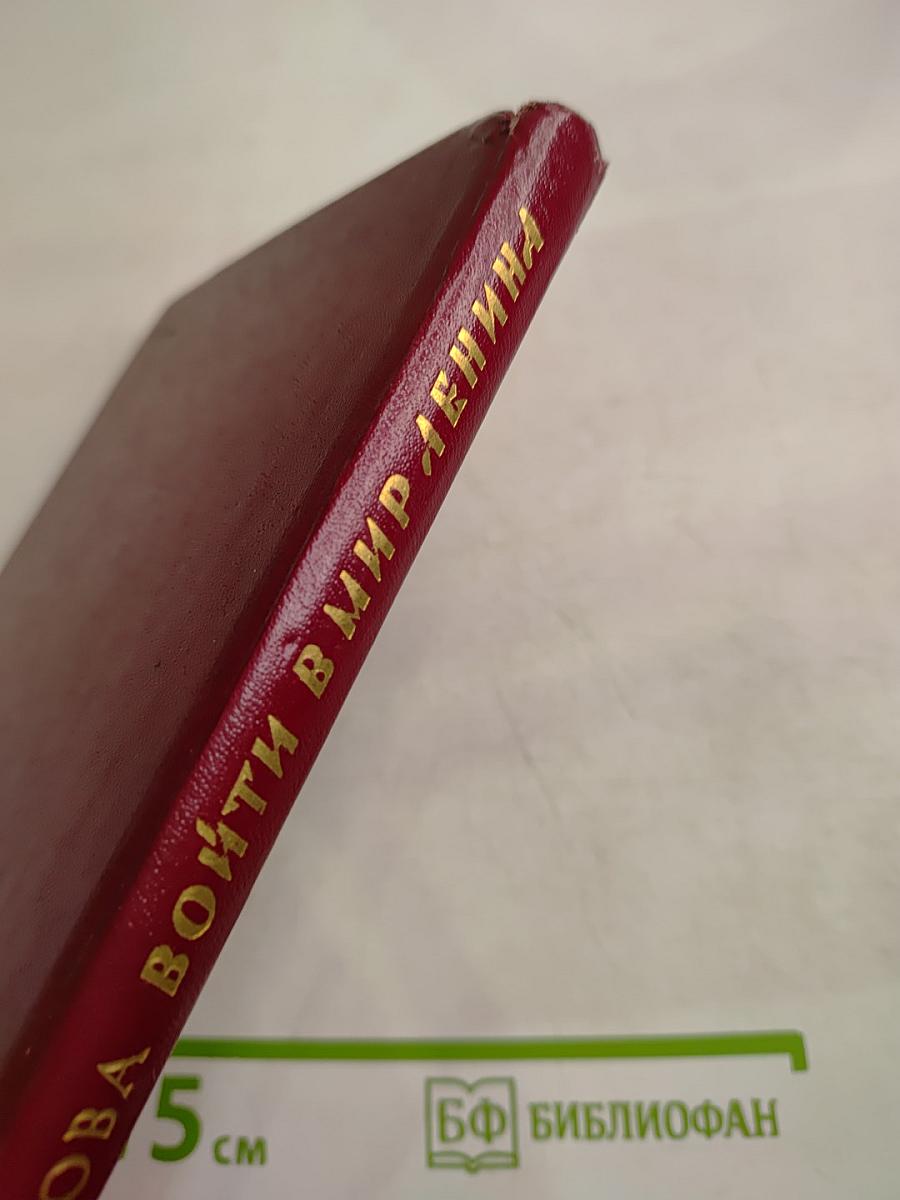 ОВА ВОЙТИ В МИР ЛЕНИНА
5 см
БФ БИБЛИОФАН